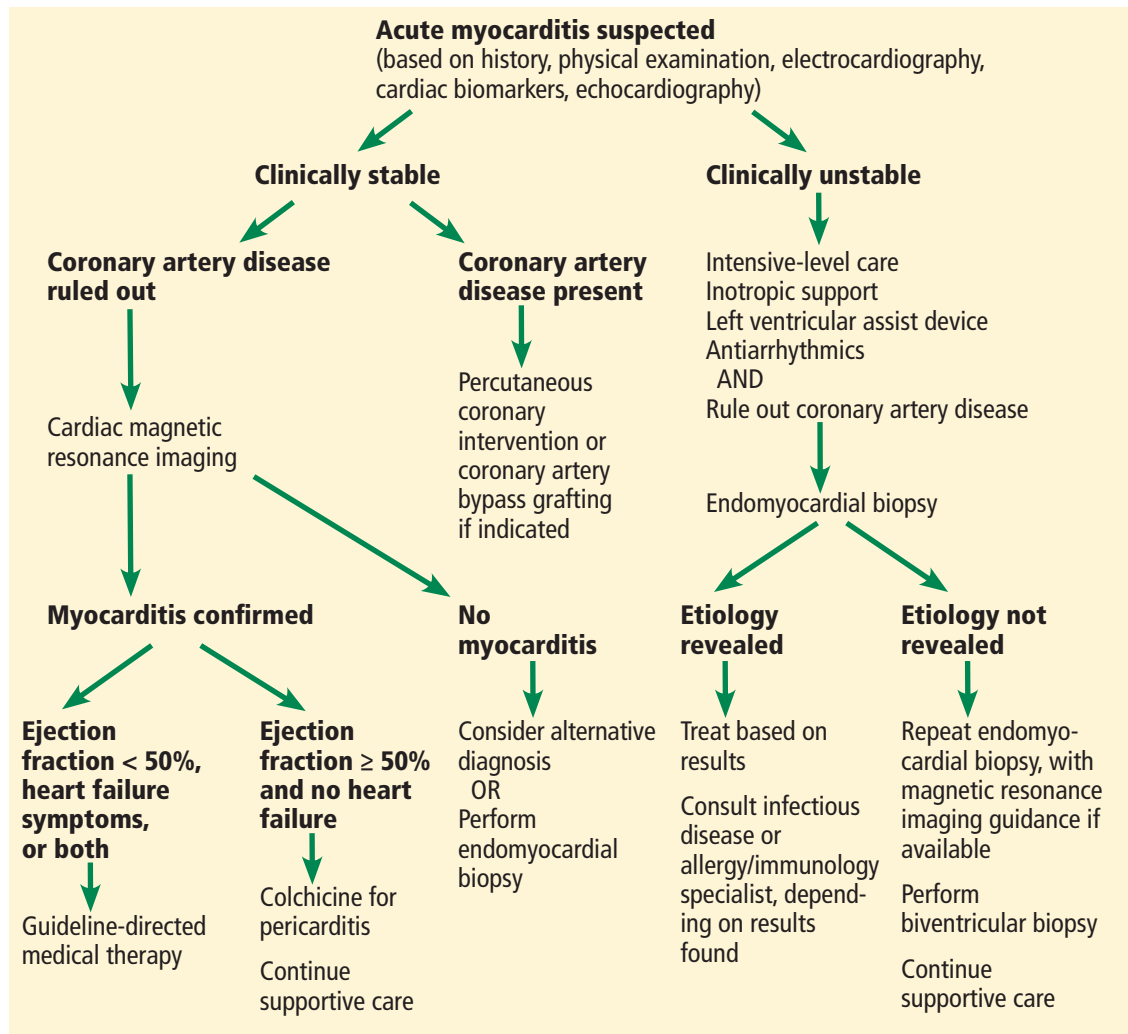 Acute myocarditis suspected
(based on history, physical examination, electrocardiography,
cardiac biomarkers, echocardiography)
Clinically stable
Clinically unstable
Coronary artery disease
ruled out
Coronary artery
disease present
Intensive-level care
Inotropic support
Left ventricular assist device
Antiarrhythmics
AND
Rule out coronary artery disease
Percutaneous
coronary
intervention or
coronary artery
bypass grafting
if indicated
Cardiac magnetic
resonance imaging
Endomyocardial biopsy
Myocarditis confirmed
No
myocarditis
Etiology
revealed
Etiology not
revealed
Ejection
fraction < 50%,
heart failure
symptoms,
or both
Ejection
fraction ≥ 50%
and no heart
failure
Consider alternative
diagnosis
OR
Perform
endomyocardial
biopsy
Treat based on
results
Consult infectious
disease or
allergy/immunology
specialist, depend-
ing on results
found
Repeat endomyo-
cardial biopsy, with
magnetic resonance
imaging guidance if
available
Perform
biventricular biopsy
Continue
supportive care
Guideline-directed
medical therapy
Colchicine for
pericarditis
Continue
supportive care